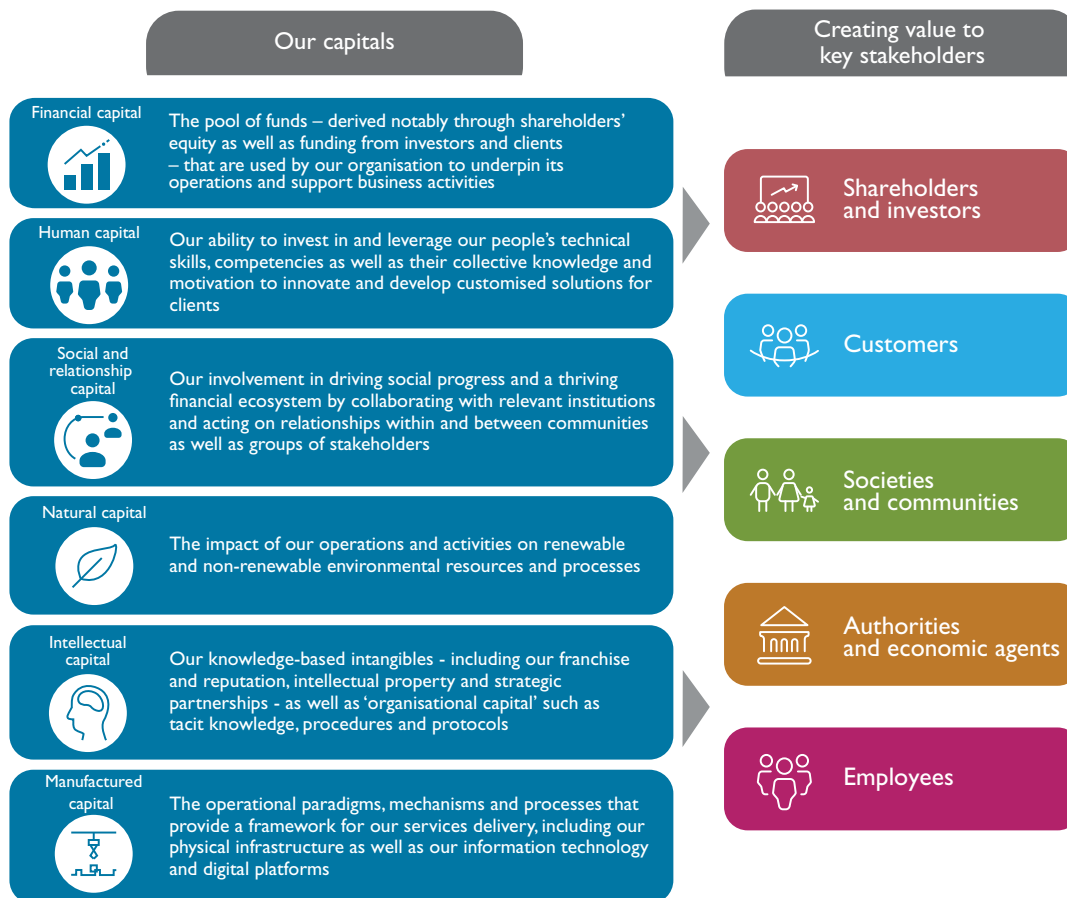 Our capitals
Creating value to
key stakeholders
Financial capital
The pool of funds – derived notably through shareholders’
equity as well as funding from investors and clients
– that are used by our organisation to underpin its
operations and support business activities
Human capital
Our ability to invest in and leverage our people’s technical
skills, competencies as well as their collective knowledge and
motivation to innovate and develop customised solutions for
clients
Social and
relationship
capital
Our involvement in driving social progress and a thriving
financial ecosystem by collaborating with relevant institutions
and acting on relationships within and between communities
as well as groups of stakeholders
Natural capital
The impact of our operations and activities on renewable
and non-renewable environmental resources and processes
Intellectual
capital
Our knowledge-based intangibles - including our franchise
and reputation, intellectual property and strategic
partnerships - as well as ‘organisational capital’ such as
tacit knowledge, procedures and protocols
Manufactured
capital
The operational paradigms, mechanisms and processes that
provide a framework for our services delivery, including our
physical infrastructure as well as our information technology
and digital platforms
Shareholders
and investors
Customers
Societies
and communities
Authorities
and economic agents
Employees